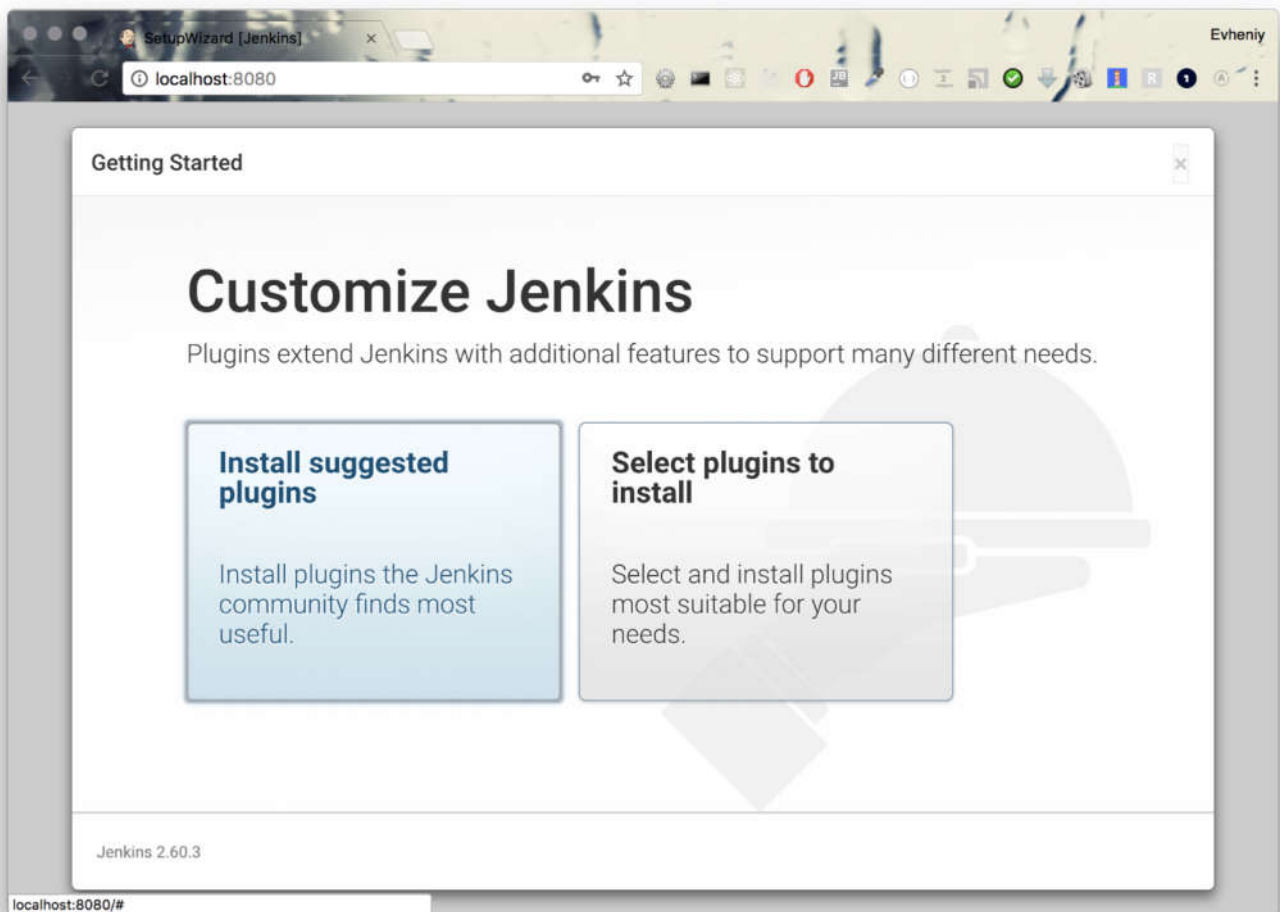 SetupWizard [Jenkins]
Evheniy
localhost:8080
Getting Started
Customize Jenkins
Plugins extend Jenkins with additional features to support many different needs.
Install suggested
plugins
Install plugins the Jenkins
community finds most
useful.
Select plugins to
install
Select and install plugins
most suitable for your
needs.
Jenkins 2.60.3
localhost:8080/#